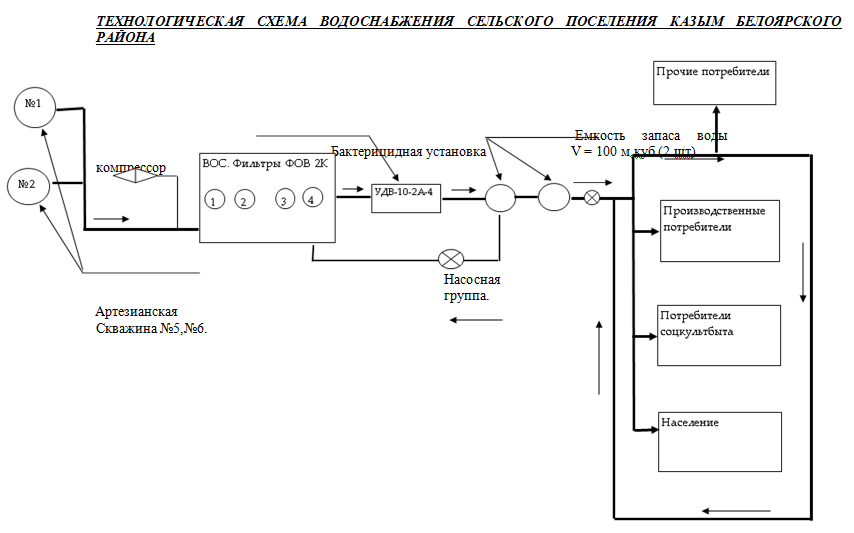 ТЕХНОЛОГИЧЕСКАЯ СХЕМА ВОДОСНАБЖЕНИЯ СЕЛЬСКОГО ПОСЕЛЕНИЯ КАЗЫМ БЕЛОЯРСКОГО
РАЙОНА
Прочие потребители
№1
Емкость запаса воды
V = 100 м.куб (2 шт)
Бактерицидная установка
ВОС. Фильтры ФОВ 2К
компрессор
№2
1 2 3 4
УДВ-10-2А-4
Производственные
потребители
Насосная
группа.
Артезианская
Скважина №5,№6.
Потребители
соцкультбыта
Население